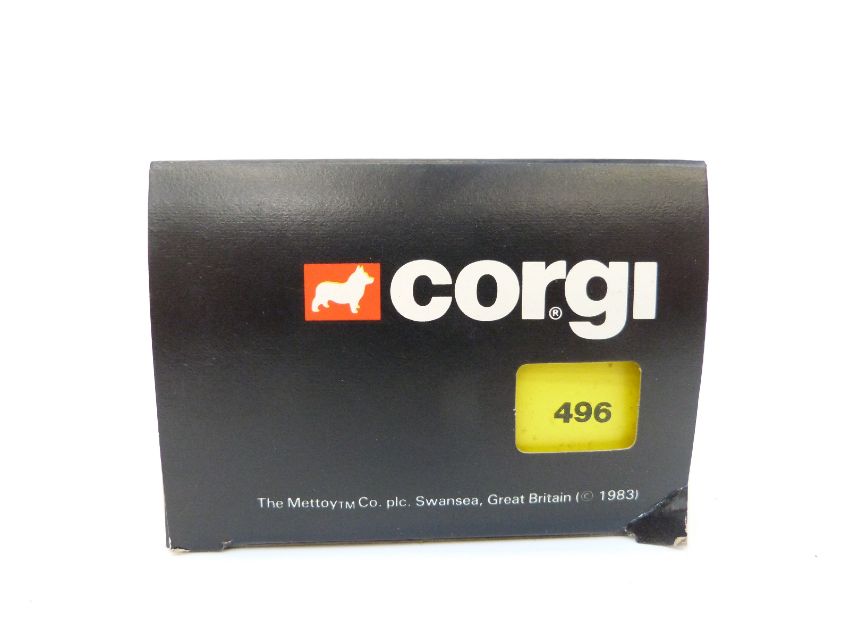 corgi®
496
The Mettoy™ Co. plc. Swansea, Great Britain (© 1983)